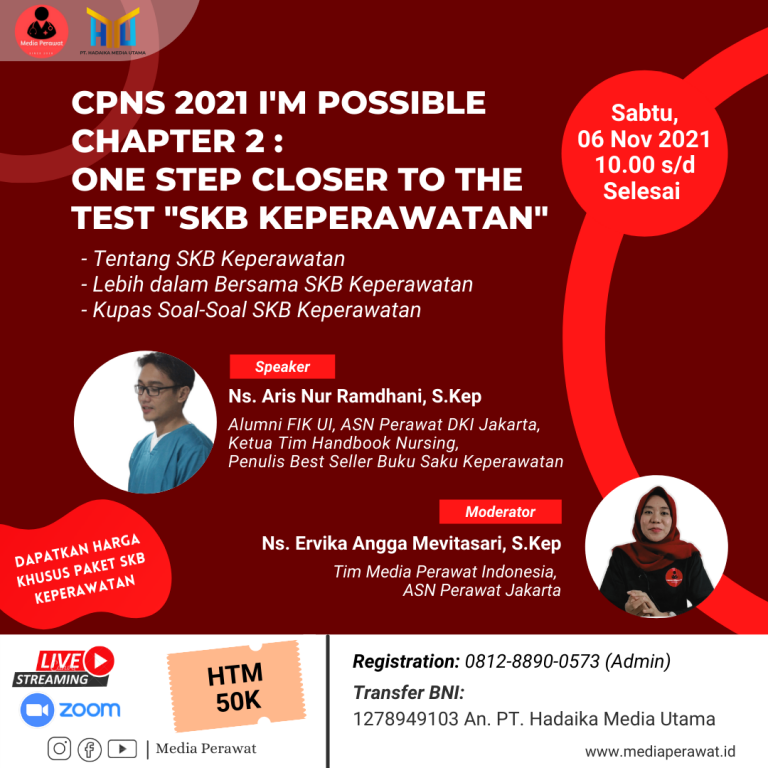 Media Perawat
PT. HADAIKA MEDIA UTAMA
CPNS 2021 I'M POSSIBLE
CHAPTER 2 :
ONE STEP CLOSER TO THE
TEST "SKB KEPERAWATAN"
Sabtu,
06 Nov 2021
10.00 s/d
Selesai
- Tentang SKB Keperawatan
- Lebih dalam Bersama SKB Keperawatan
- Kupas Soal-Soal SKB Keperawatan
Speaker
Ns. Aris Nur Ramdhani, S.Kep
Alumni FIK UI, ASN Perawat DKI Jakarta,
Ketua Tim Handbook Nursing,
Penulis Best Seller Buku Saku Keperawatan
Moderator
Ns. Ervika Angga Mevitasari, S.Kep
Tim Media Perawat Indonesia,
ASN Perawat Jakarta
DAPATKAN HARGA
KHUSUS PAKET SKB
KEPERAWATAN
LIVE
STREAMING
zoom
HTM
50K
| Media Perawat
Registration: 0812-8890-0573 (Admin)
Transfer BNI:
1278949103 An. PT. Hadaika Media Utama
www.mediaperawat.id